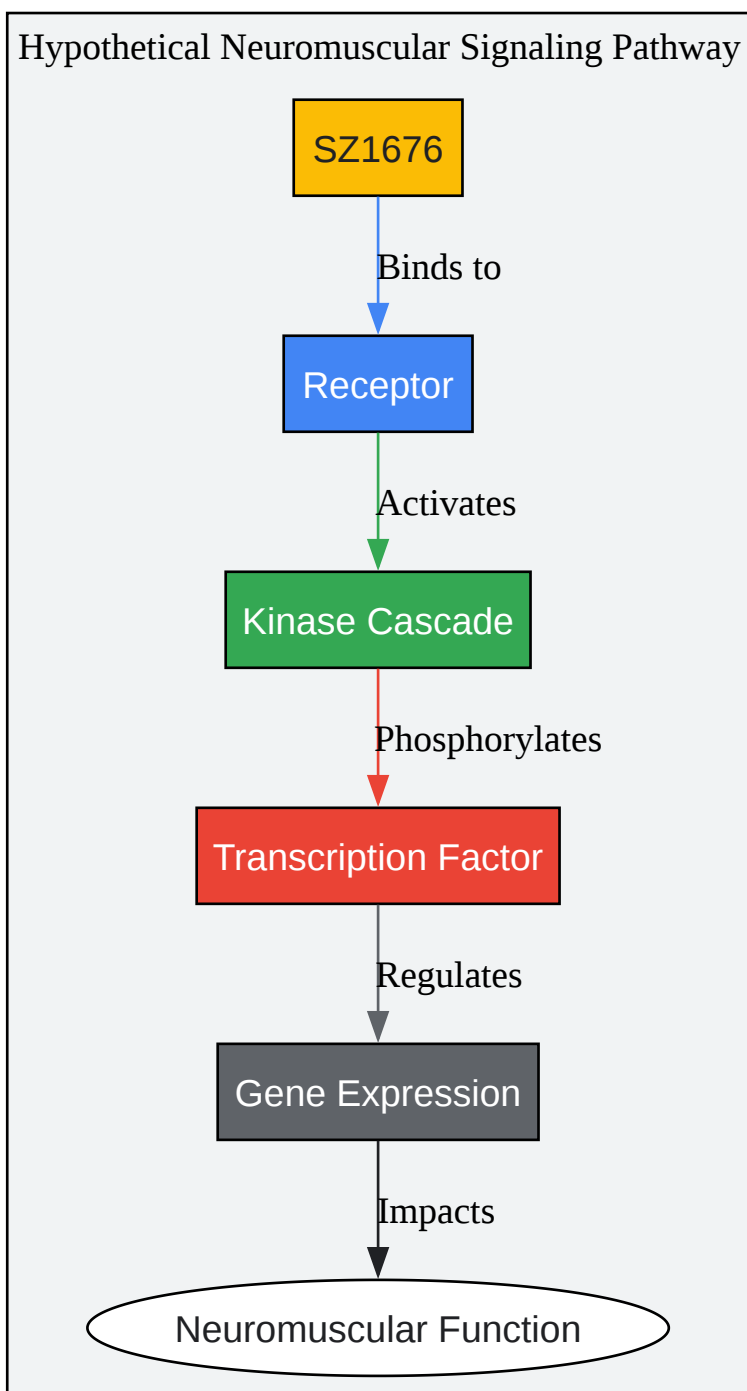 Hypothetical Neuromuscular Signaling Pathway
SZ1676
Binds to
Receptor
Activates
Kinase Cascade
Phosphorylates
Transcription Factor
Regulates
Gene Expression
Impacts
Neuromuscular Function